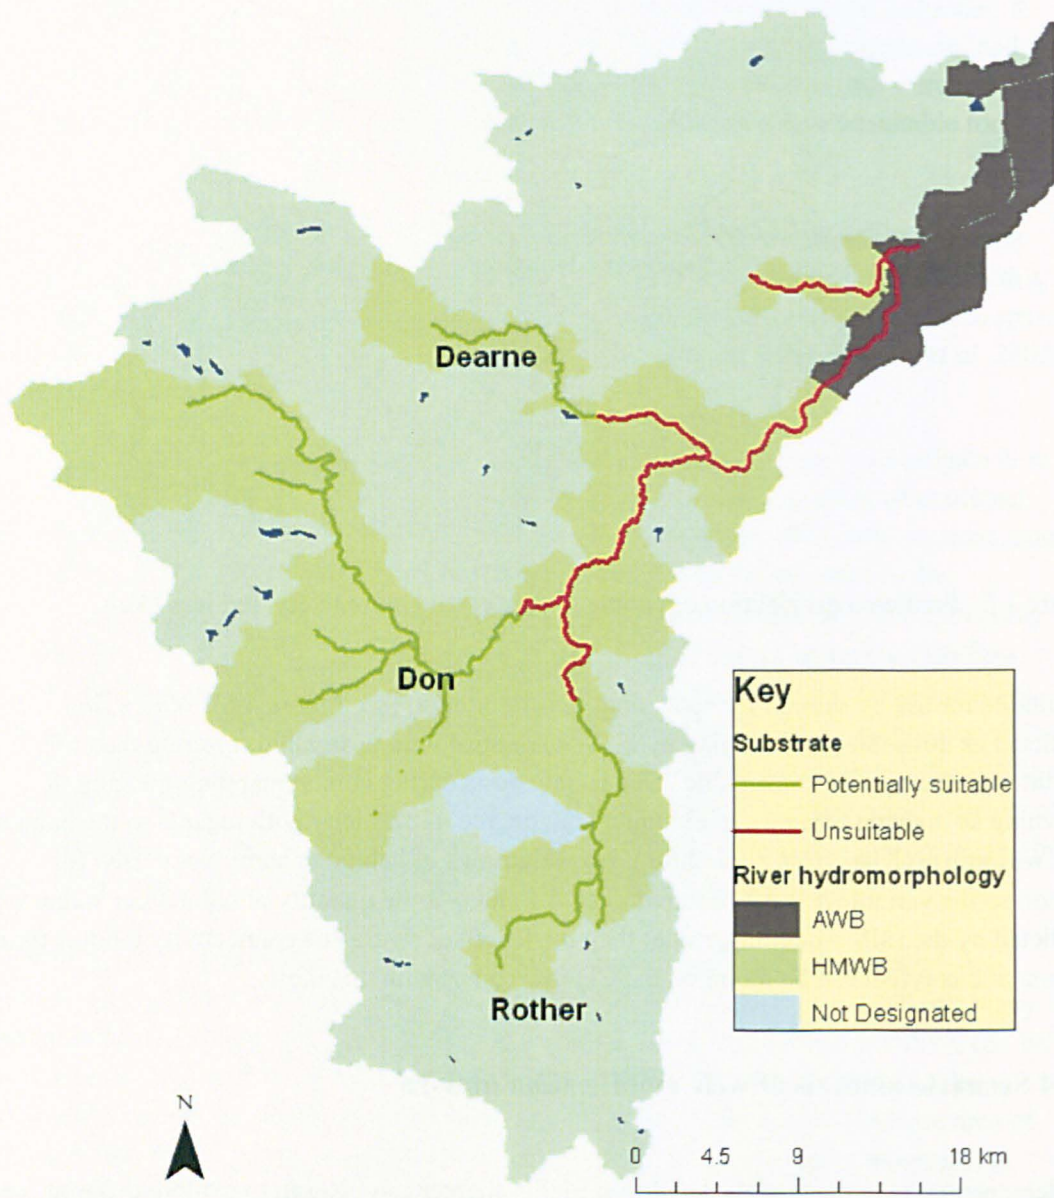 Dearne
Don
Rother
Key
Substrate
Potentially suitable
Unsuitable
River hydromorphology
AWB
HMWB
Not Designated
N
0 4.5 9 18 km